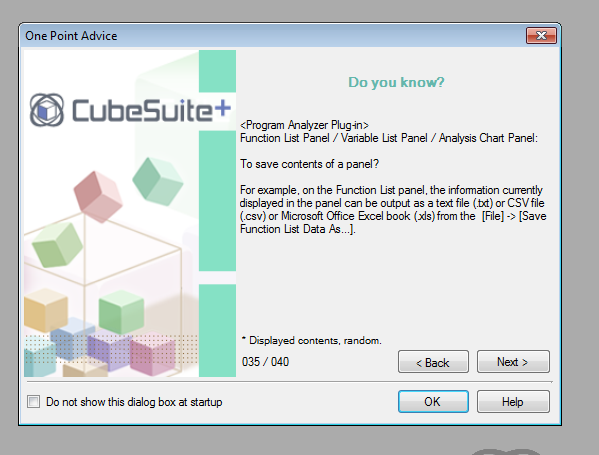 One Point Advice
CubeSuite+
Do you know?
<Program Analyzer Plug-in>
Function List Panel / Variable List Panel / Analysis Chart Panel:
To save contents of a panel?
For example, on the Function List panel, the information currently
displayed in the panel can be output as a text file (.txt) or CSV file
(.csv) or Microsoft Office Excel book (.xls) from the  [File] -> [Save
Function List Data As...].
* Displayed contents, random.
035 / 040
< Back
Next >
Do not show this dialog box at startup
OK
Help